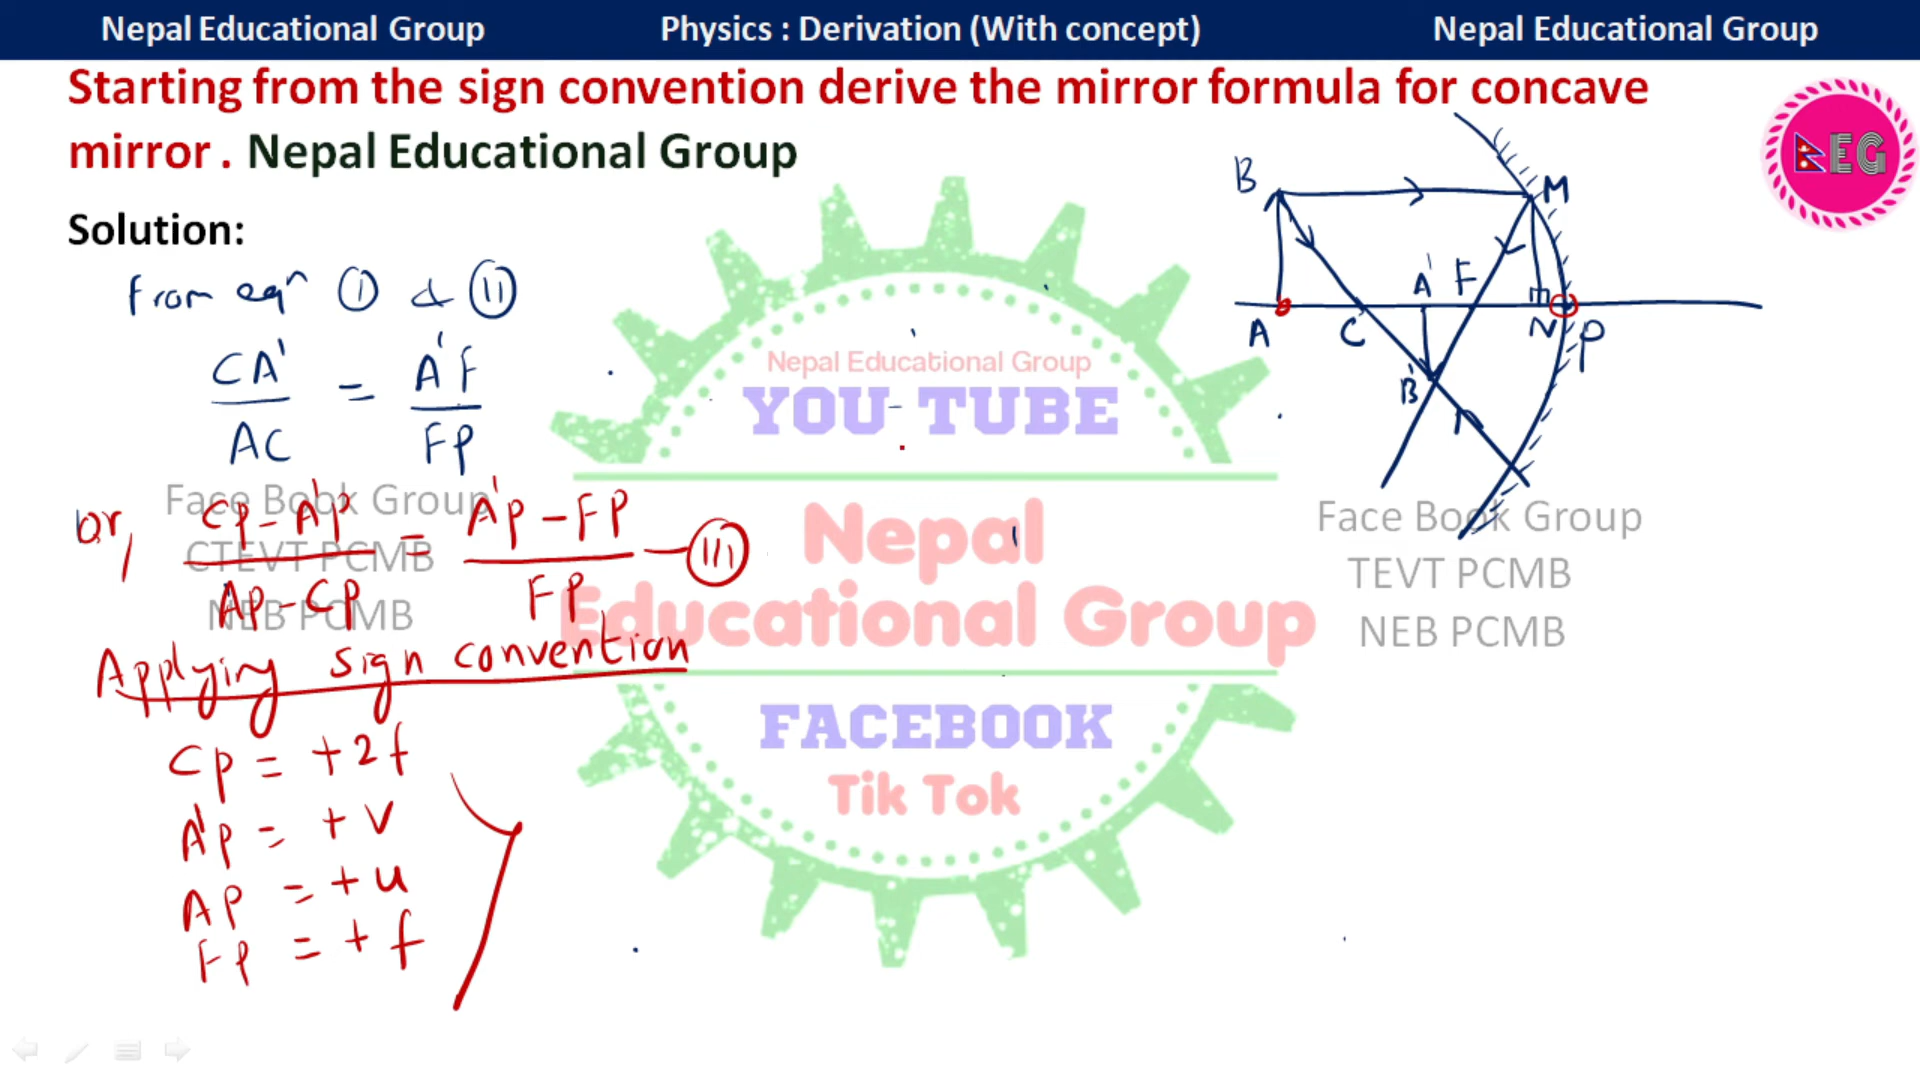 Nepal Educational Group Physics : Derivation (With concept) Nepal Educational Group
Starting from the sign convention derive the mirror formula for concave
mirror . Nepal Educational Group
EG
Solution:
From eqn (I) & (II)
CA' / AC = A'F / FP
or, (CP - A'P) / (AP - CP) = (A'P - FP) / FP — (III)
Applying sign convention
CP = +2f
A'P = +v
AP = +u
FP = +f
B M
A' F
A C N P
B'
Nepal Educational Group
YOU TUBE
Nepal
Educational Group
FACEBOOK
Tik Tok
Face Book Group
CTEVT PCMB
NEB PCMB
Face Book Group
TEVT PCMB
NEB PCMB